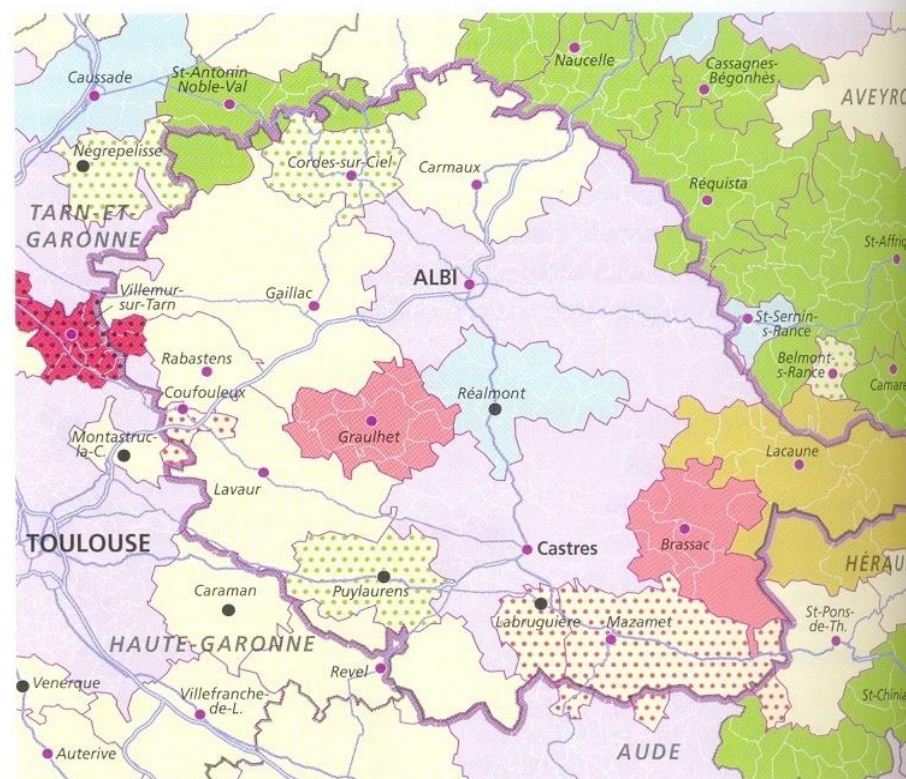 Naucelle
Caussade
St-Antonin
Noble-Val
Cassagnes-
Bégonhès
AVEYRO
Nègrepelisse
Cordes-sur-Ciel
Carmaux
Réquista
TARN-ET-
GARONNE
St-Affriq
ALBI
Villemur-
sur-Tarn
Gaillac
St-Sernin-
s-Rance
Rabastens
Belmont-
s-Rance
Camare
Coufouleux
Réalmont
Graulhet
Montastruc-
la-C.
Lacaune
Lavaur
TOULOUSE
Castres
Brassac
HÉRAU
Caraman
Puylaurens
Labruguière
Mazamet
St-Pons-
de-Th.
HAUTE-GARONNE
Revel
Venerque
Villefranche-
de-L.
St-Chinia
Auterive
AUDE